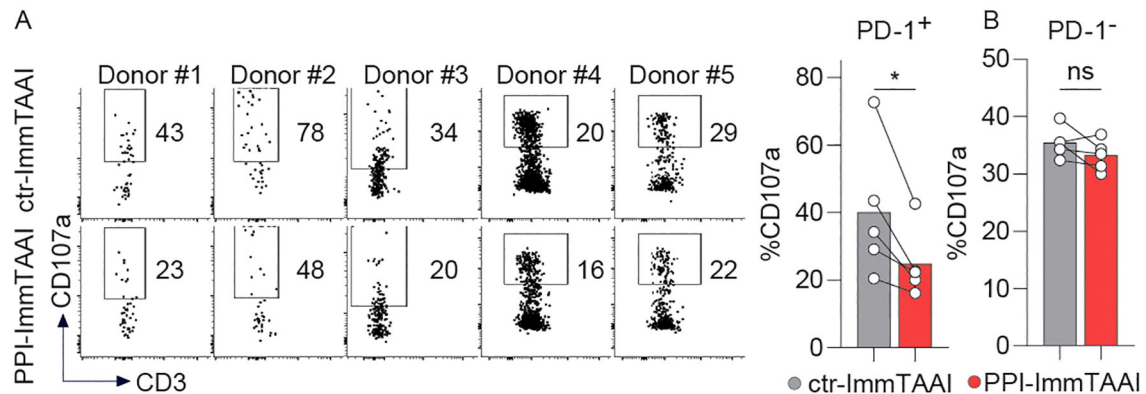 A
Donor #1 Donor #2 Donor #3 Donor #4 Donor #5
ctr-ImmTAAI
43 78 34 20 29
PPI-ImmTAAI
23 48 20 16 22
CD107a
CD3
PD-1+
*
%CD107a
80
60
40
20
0
B
PD-1-
ns
%CD107a
50
40
30
20
10
0
ctr-ImmTAAI PPI-ImmTAAI